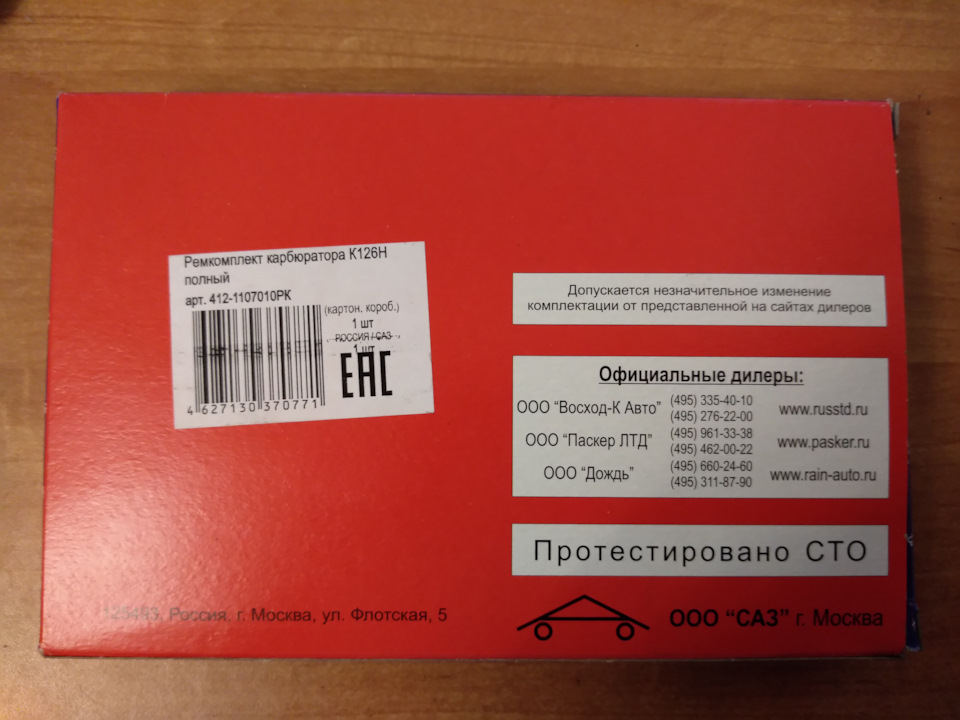 Ремкомплект карбюратора К126Н
полный
арт. 412-1107010РК
(картон. короб.)
1 шт
РОССИЯ / САЗ
1 шт
ЕАС
4 627130 370771
Допускается незначительное изменение
комплектации от представленной на сайтах дилеров
Официальные дилеры:
ООО "Восход-К Авто" (495) 335-40-10 www.russtd.ru
(495) 276-22-00
ООО "Паскер ЛТД" (495) 961-33-38 www.pasker.ru
(495) 462-00-22
ООО "Дождь" (495) 660-24-60 www.rain-auto.ru
(495) 311-87-90
Протестировано СТО
Россия. г. Москва, ул. Флотская, 5
ООО "САЗ" г. Москва